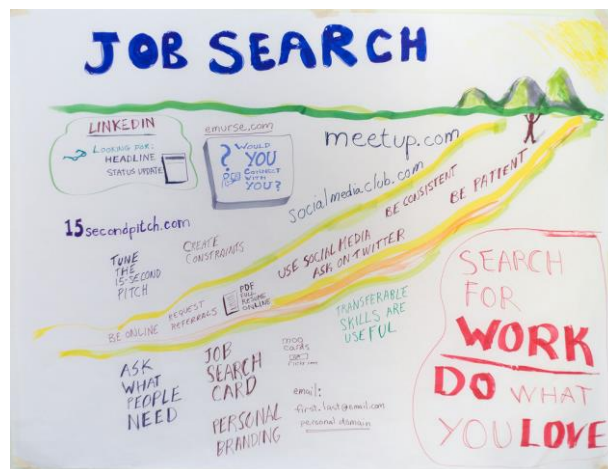 JOB SEARCH
LINKEDIN
LOOKING FOR:
HEADLINE
STATUS UPDATE
emurse.com
WOULD
YOU
CONNECT
WITH
YOU?
meetup.com
socialmediaclub.com
BE CONSISTENT
BE PATIENT
15secondpitch.com
CREATE
CONSTRAINTS
TUNE
THE
15-SECOND
PITCH
USE SOCIAL MEDIA
ASK ON TWITTER
BE ONLINE
REQUEST
REFERRALS
PDF
FULL
RESUME
ONLINE
TRANSFERABLE
SKILLS ARE
USEFUL
ASK
WHAT
PEOPLE
NEED
JOB
SEARCH
CARD
PERSONAL
BRANDING
moo
cards
email:
first.last@email.com
personal domain
SEARCH
FOR
WORK
DO WHAT
YOU LOVE